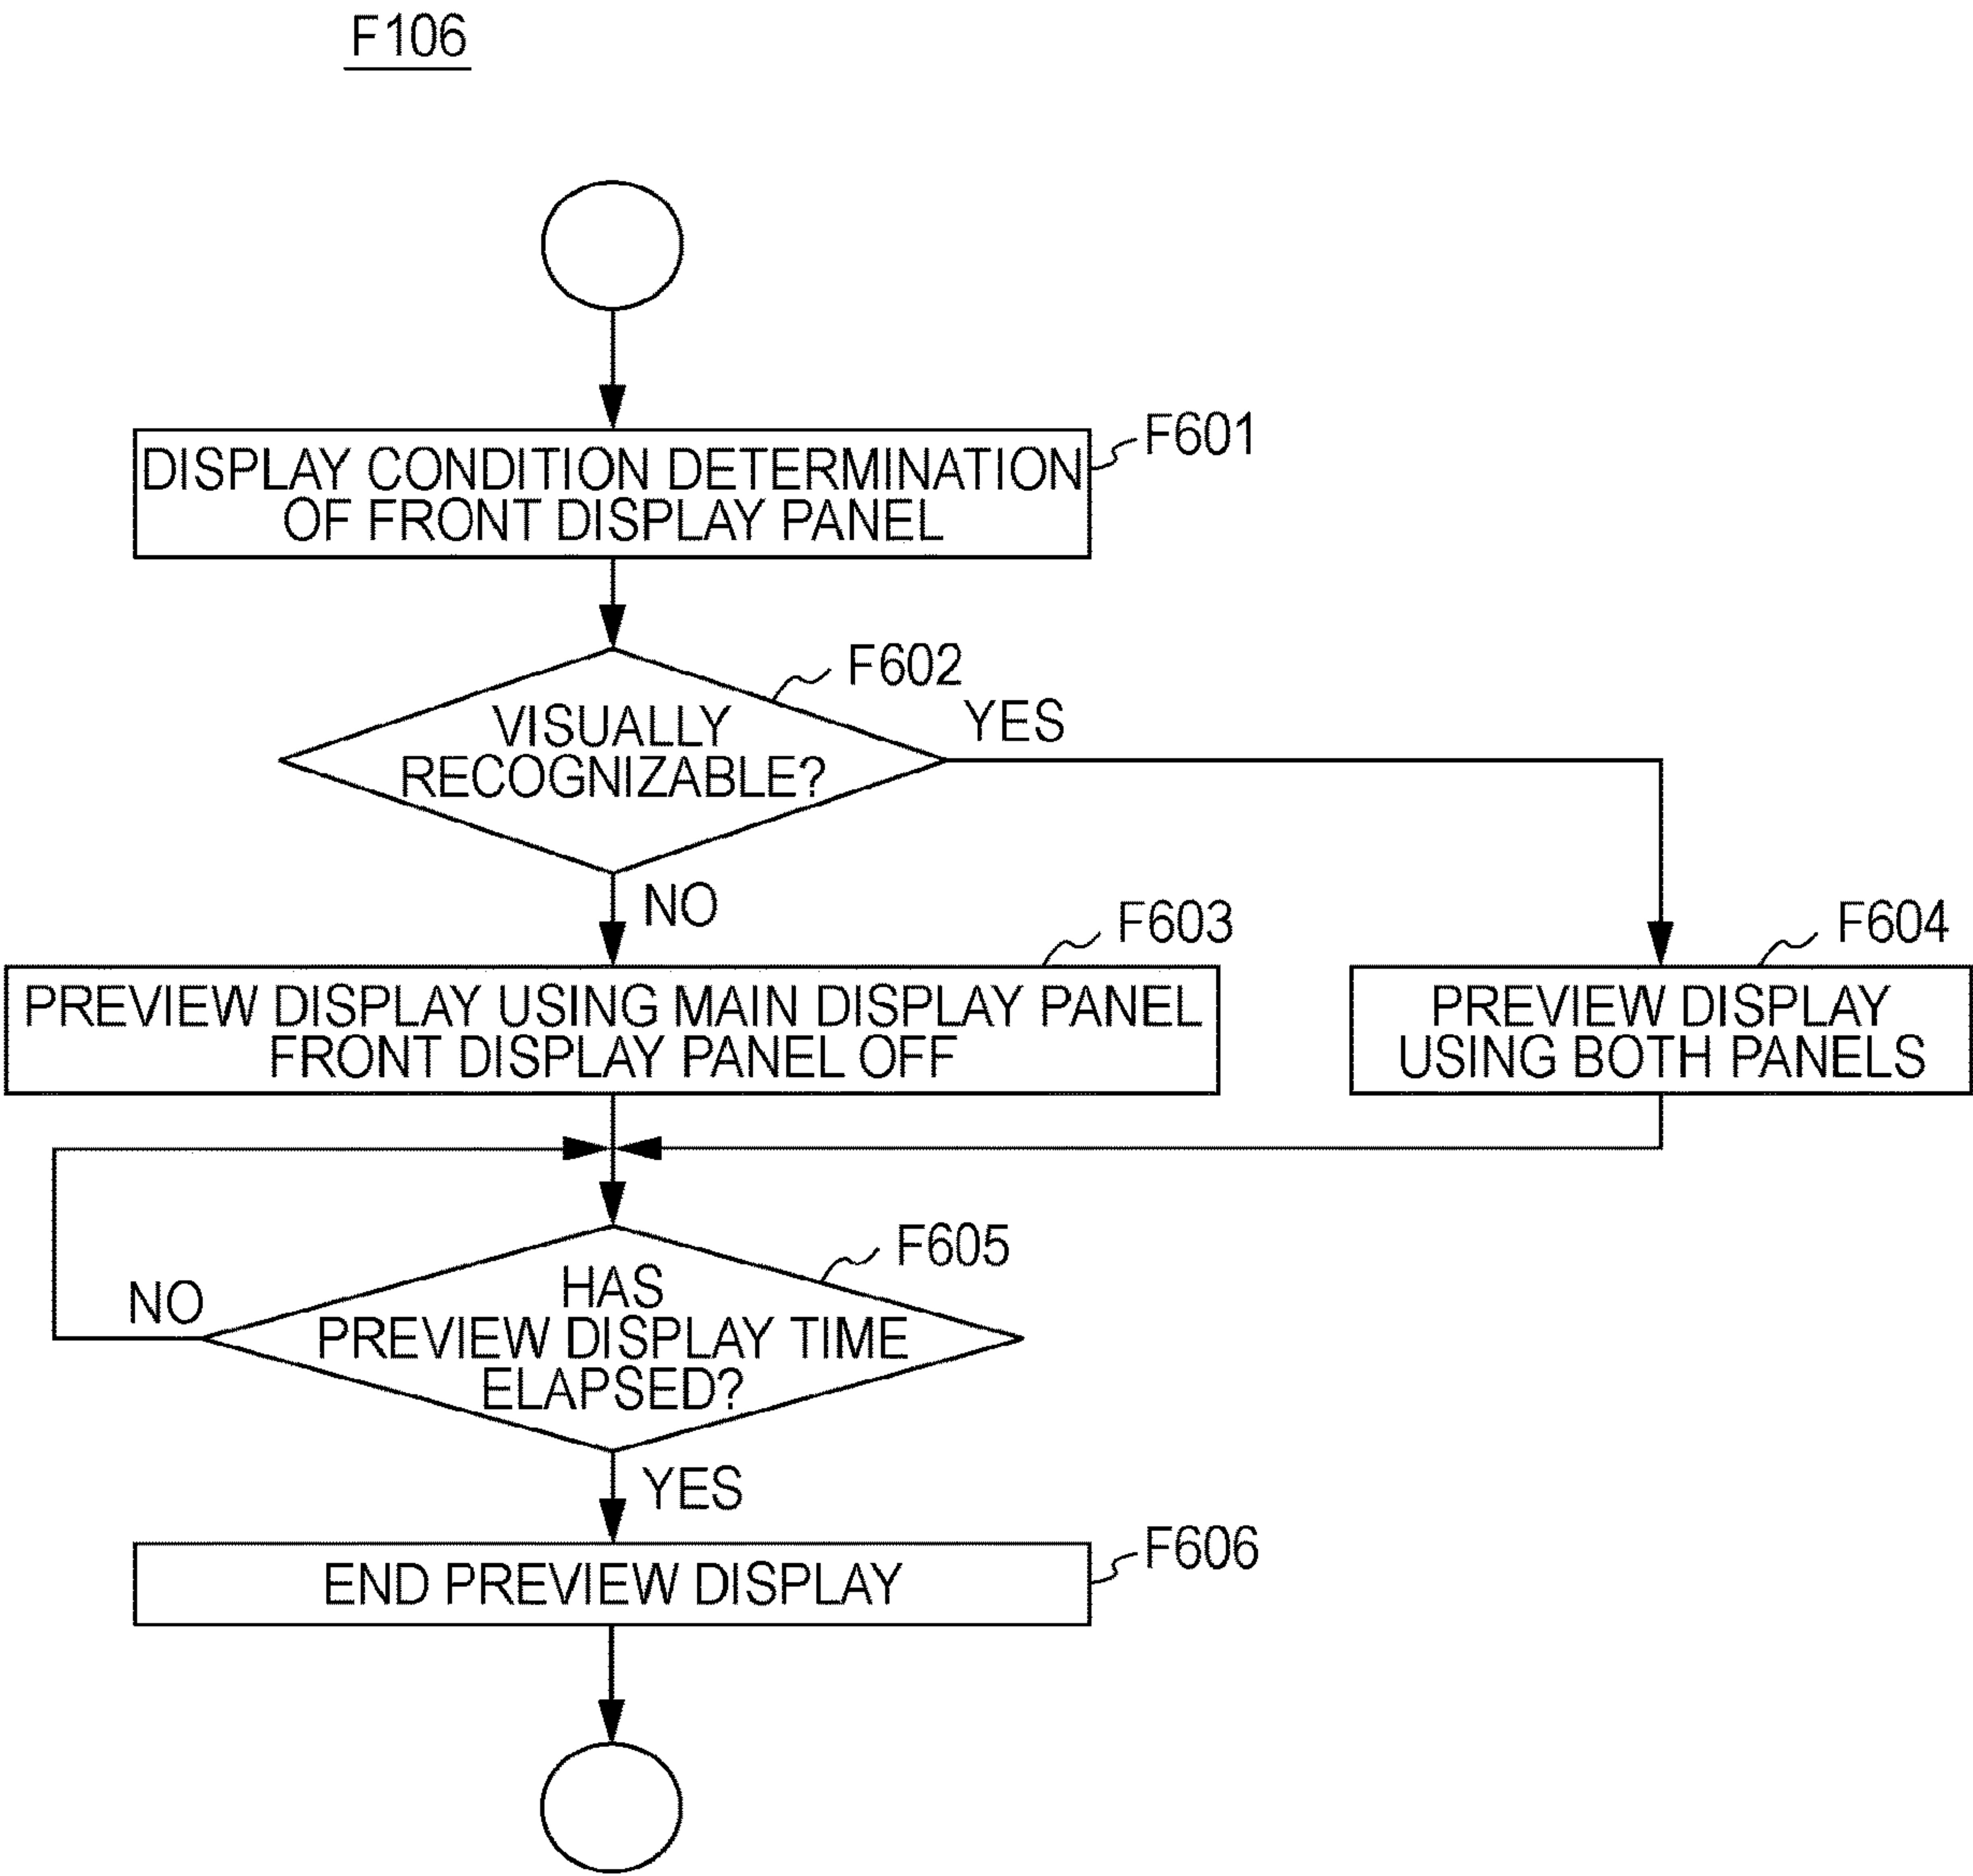 F106
F601
DISPLAY CONDITION DETERMINATION
OF FRONT DISPLAY PANEL
F602
VISUALLY
RECOGNIZABLE?
YES
NO
F603
PREVIEW DISPLAY USING MAIN DISPLAY PANEL
FRONT DISPLAY PANEL OFF
F604
PREVIEW DISPLAY
USING BOTH PANELS
F605
HAS
PREVIEW DISPLAY TIME
ELAPSED?
NO
YES
F606
END PREVIEW DISPLAY